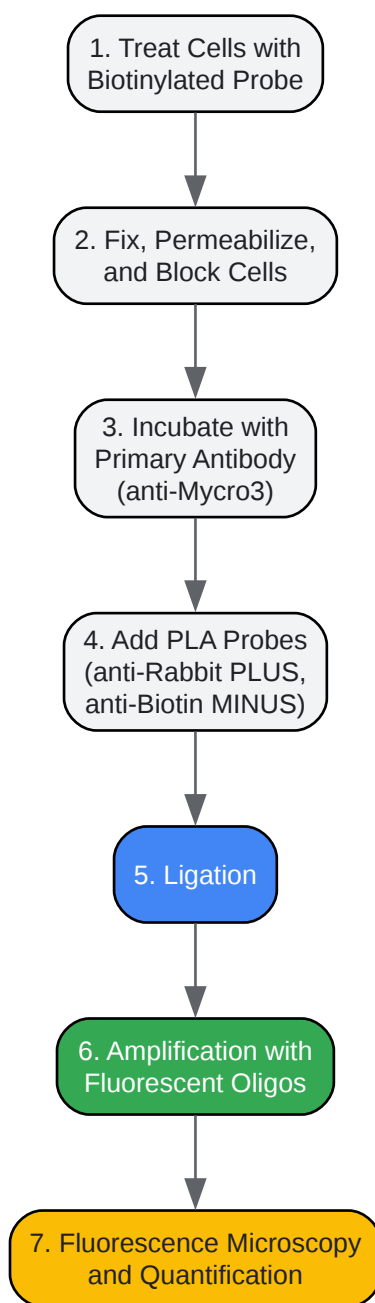 1. Treat Cells with
Biotinylated Probe
2. Fix, Permeabilize,
and Block Cells
3. Incubate with
Primary Antibody
(anti-Mycro3)
4. Add PLA Probes
(anti-Rabbit PLUS,
anti-Biotin MINUS)
5. Ligation
6. Amplification with
Fluorescent Oligos
7. Fluorescence Microscopy
and Quantification